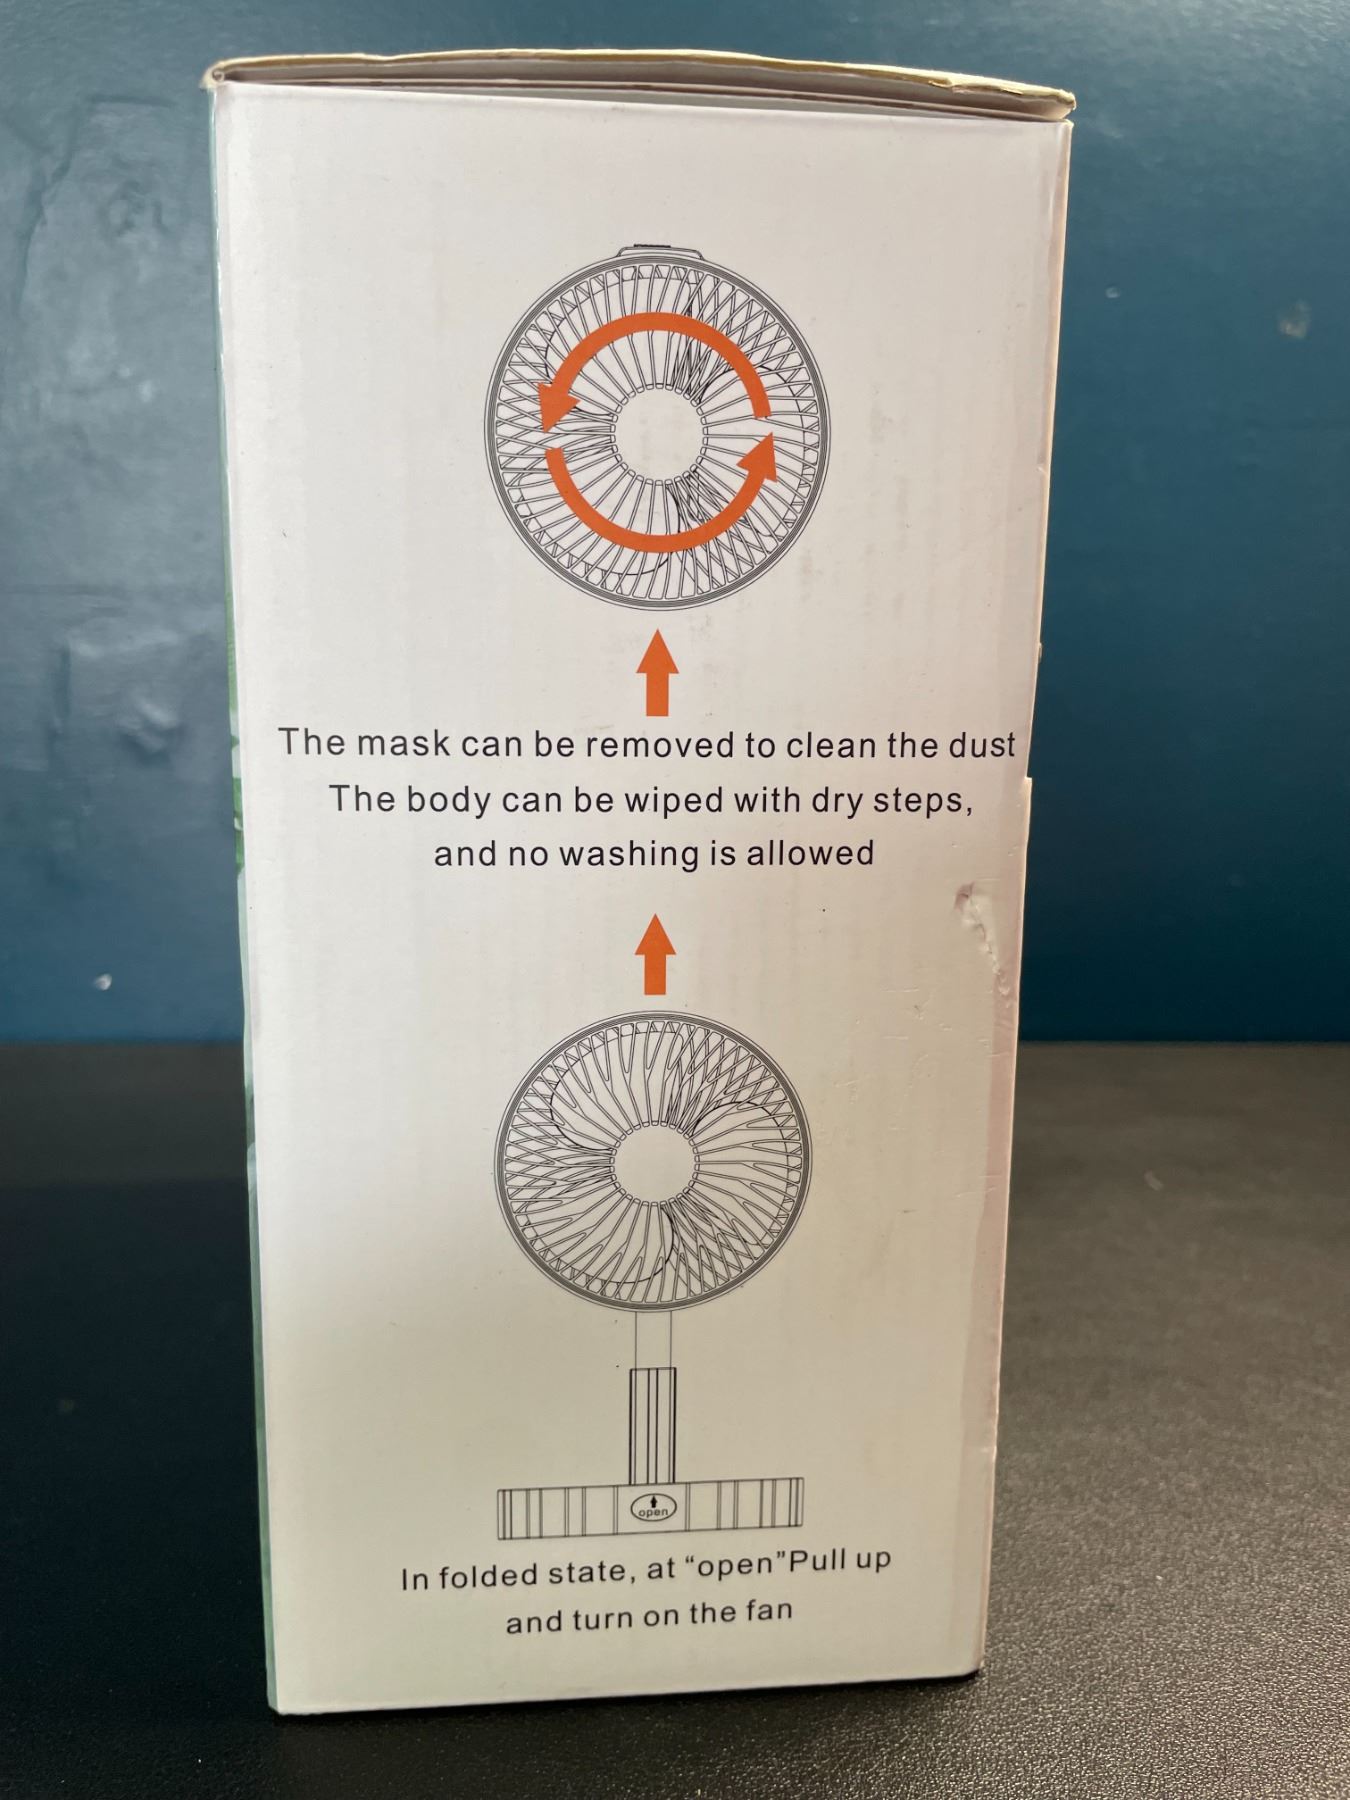 The mask can be removed to clean the dust
The body can be wiped with dry steps,
and no washing is allowed
open
In folded state, at “open”Pull up
and turn on the fan